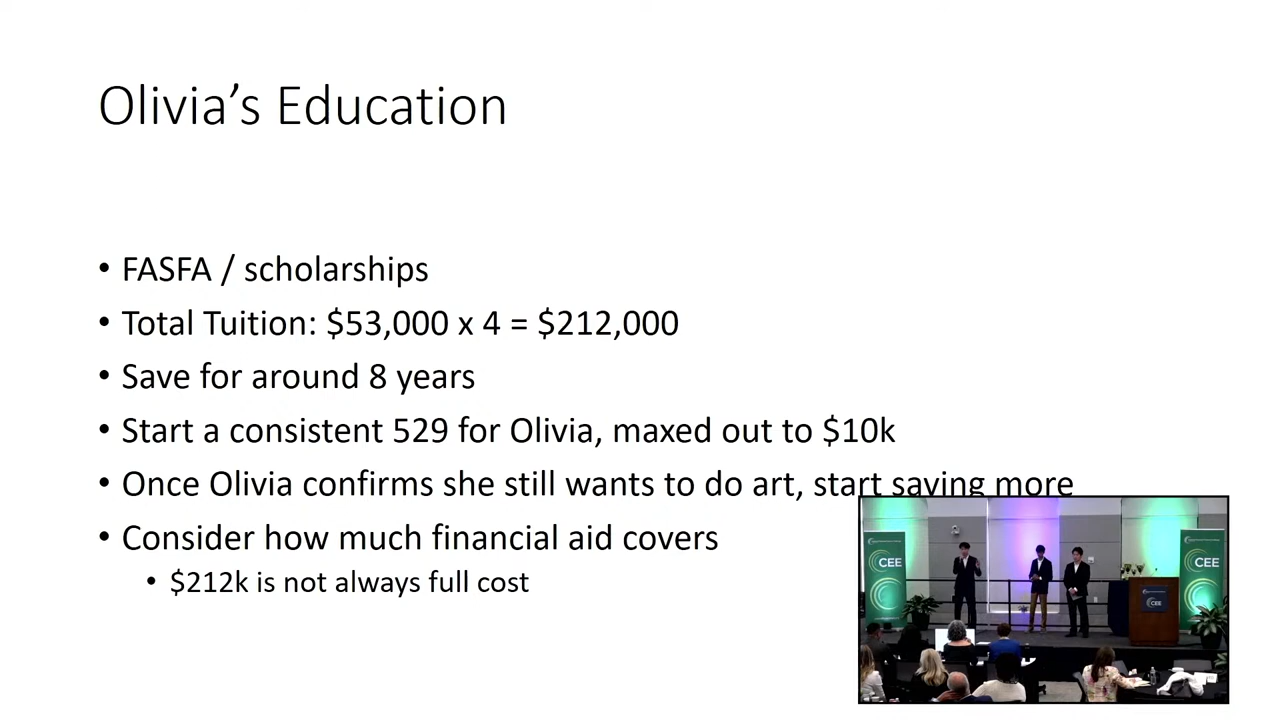 Olivia’s Education
• FASFA / scholarships
• Total Tuition: $53,000 x 4 = $212,000
• Save for around 8 years
• Start a consistent 529 for Olivia, maxed out to $10k
• Once Olivia confirms she still wants to do art, start saving more
• Consider how much financial aid covers
• $212k is not always full cost
CEE
CEE
CEE